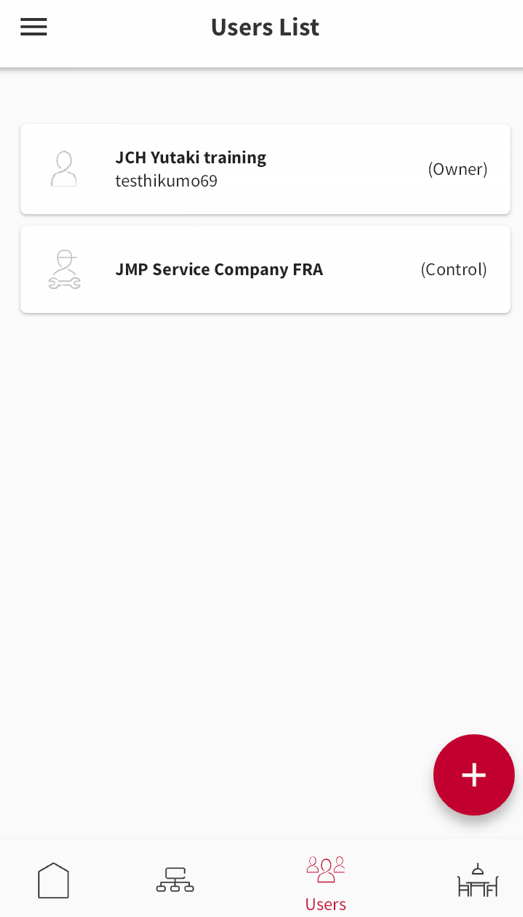 Users List
JCH Yutaki training
testhikumo69
(Owner)
JMP Service Company FRA
(Control)
Users